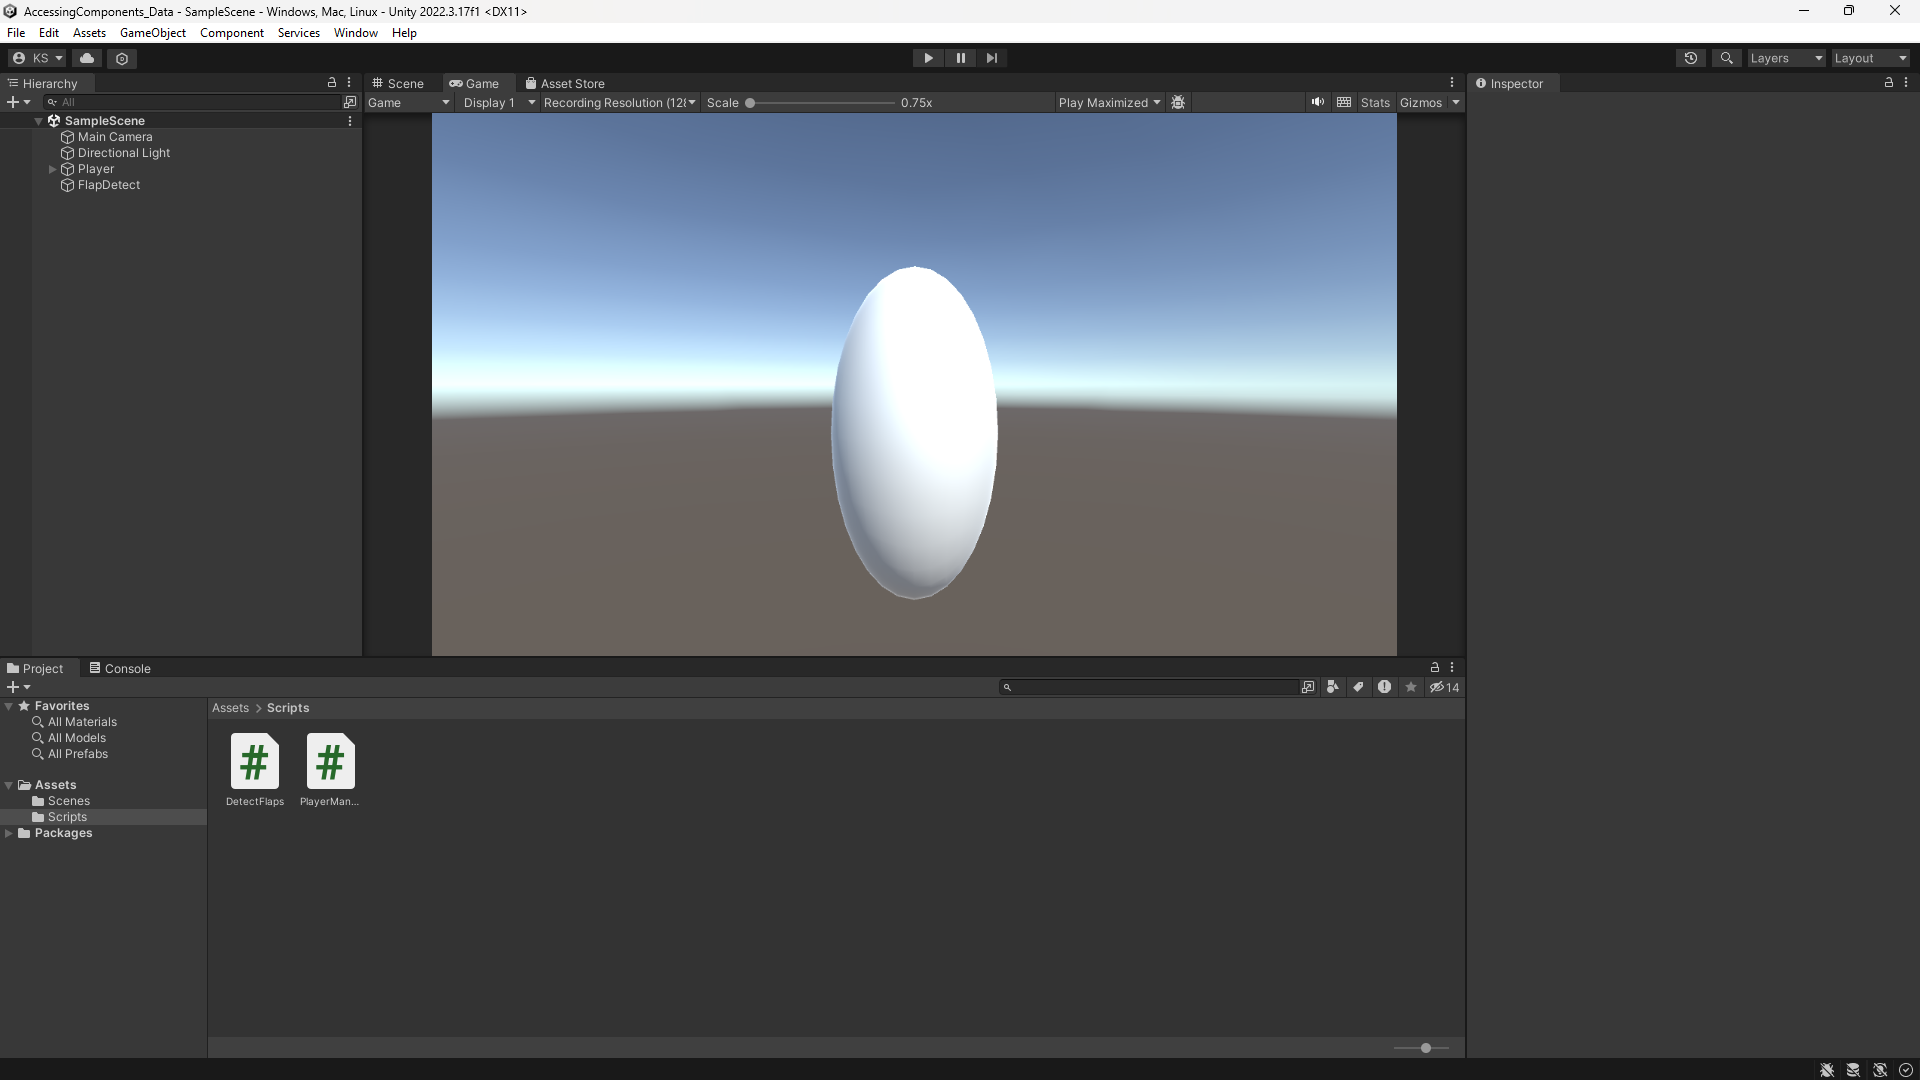 AccessingComponents_Data - SampleScene - Windows, Mac, Linux - Unity 2022.3.17f1 <DX11>
File Edit Assets GameObject Component Services Window Help
KS Layers Layout
Hierarchy
All
SampleScene
Main Camera
Directional Light
Player
FlapDetect
Scene Game Asset Store
Game Display 1 Recording Resolution (128 Scale 0.75x Play Maximized Stats Gizmos
Inspector
Project Console
14
Favorites
All Materials
All Models
All Prefabs
Assets
Scenes
Scripts
Packages
Assets > Scripts
DetectFlaps PlayerMan...